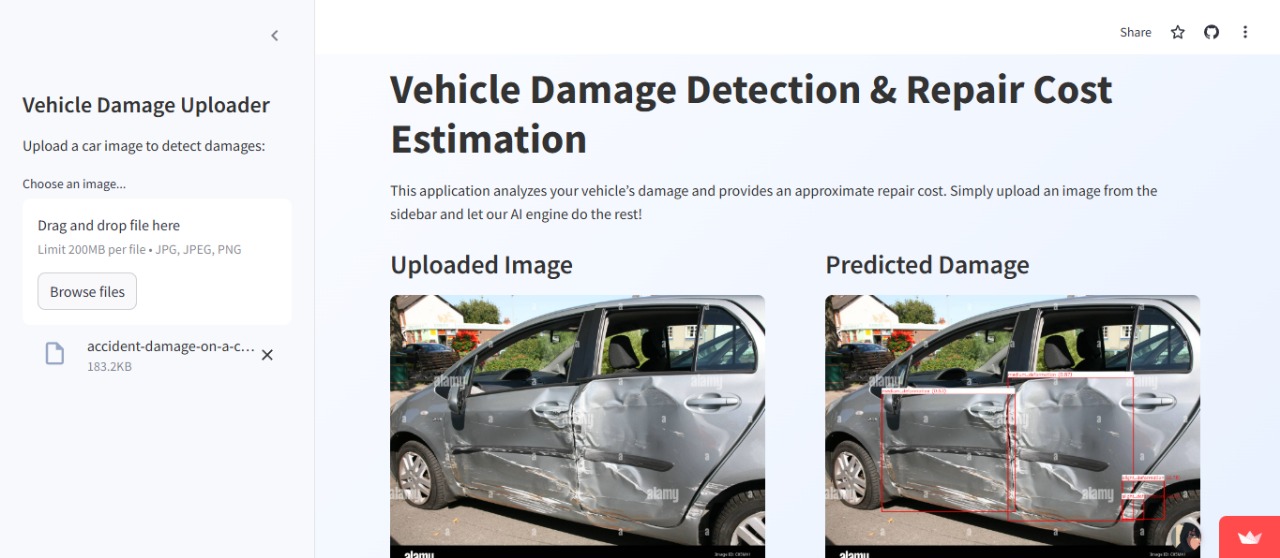 Share
Vehicle Damage Uploader
Upload a car image to detect damages:
Choose an image...
Drag and drop file here
Limit 200MB per file • JPG, JPEG, PNG
Browse files
accident-damage-on-a-c...
183.2KB
Vehicle Damage Detection & Repair Cost
Estimation
This application analyzes your vehicle’s damage and provides an approximate repair cost. Simply upload an image from the
sidebar and let our AI engine do the rest!
Uploaded Image
Predicted Damage
alamy
alamy
alamy
alamy
alamy
alamy